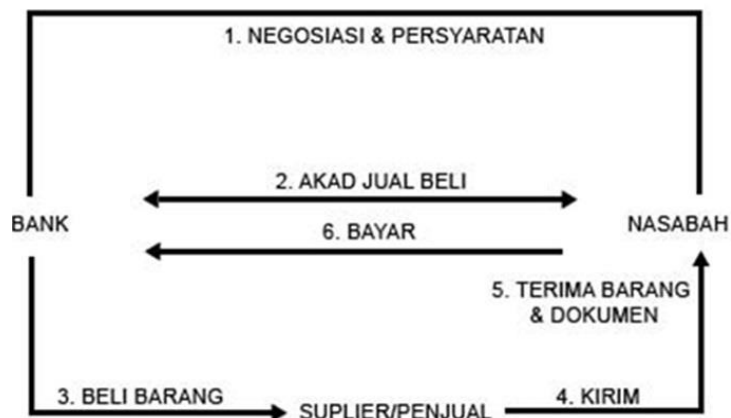 1. NEGOSIASI & PERSYARATAN
2. AKAD JUAL BELI
BANK
6. BAYAR
NASABAH
5. TERIMA BARANG
& DOKUMEN
3. BELI BARANG
SUPLIER/PENJUAL
4. KIRIM